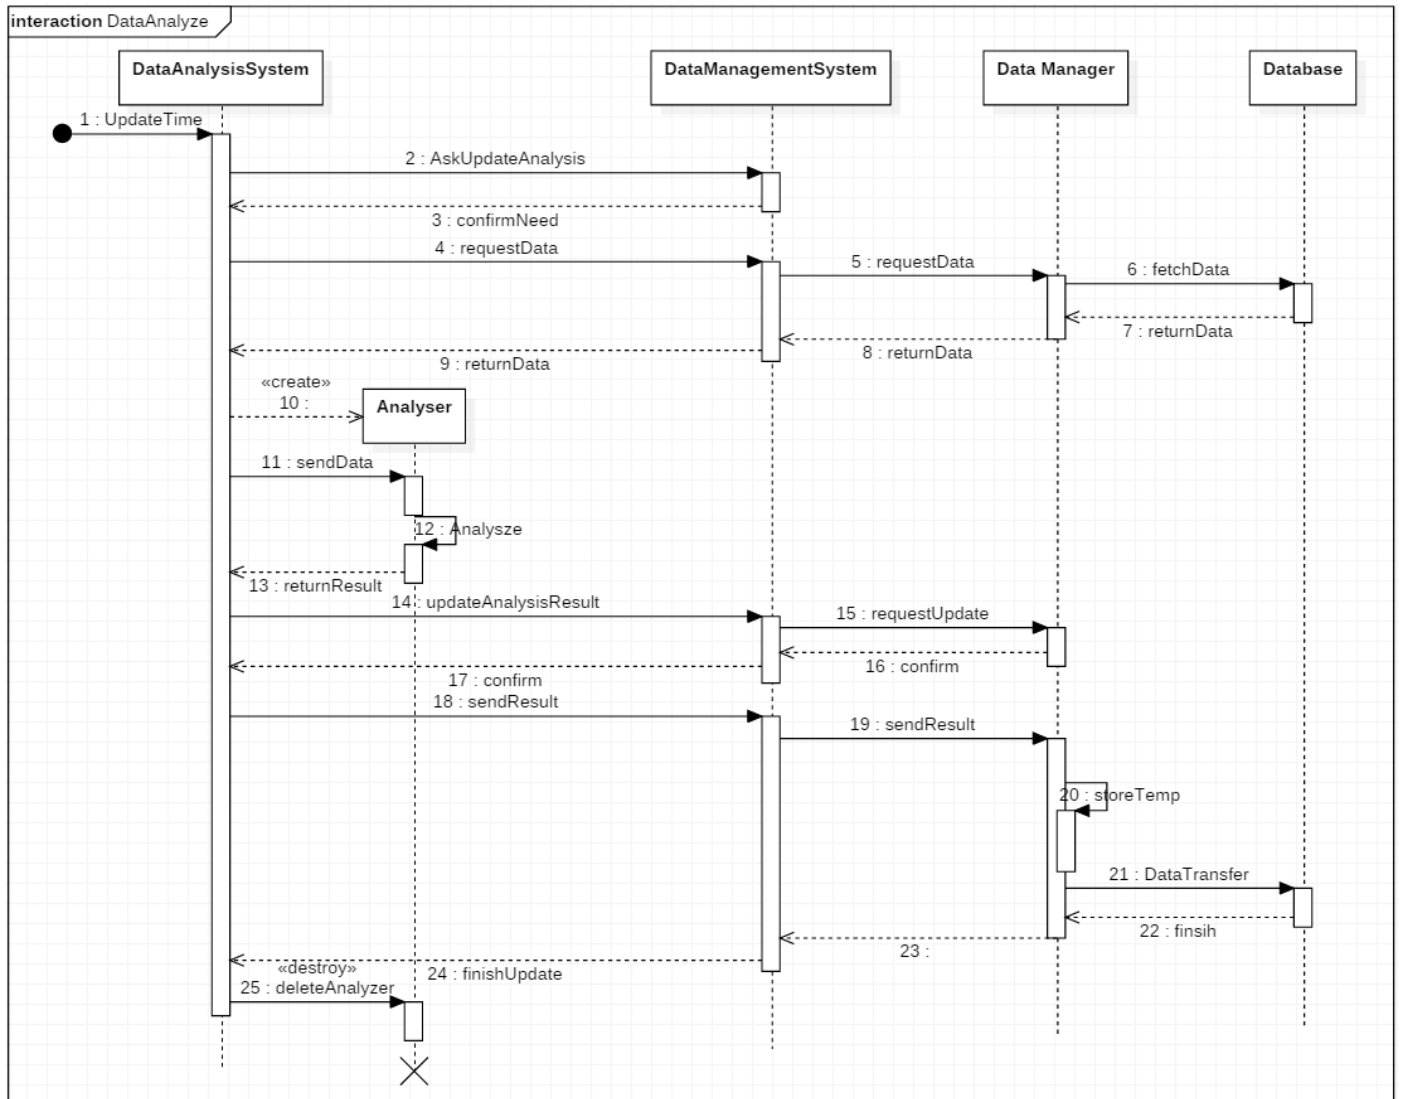 interaction DataAnalyze
DataAnalysisSystem
DataManagementSystem
Data Manager
Database
1 : UpdateTime
2 : AskUpdateAnalysis
3 : confirmNeed
4 : requestData
5 : requestData
6 : fetchData
7 : returnData
8 : returnData
9 : returnData
«create»
10 :
Analyser
11 : sendData
12 : Analysze
13 : returnResult
14 : updateAnalysisResult
15 : requestUpdate
16 : confirm
17 : confirm
18 : sendResult
19 : sendResult
20 : storeTemp
21 : DataTransfer
22 : finsih
23 :
24 : finishUpdate
«destroy»
25 : deleteAnalyzer